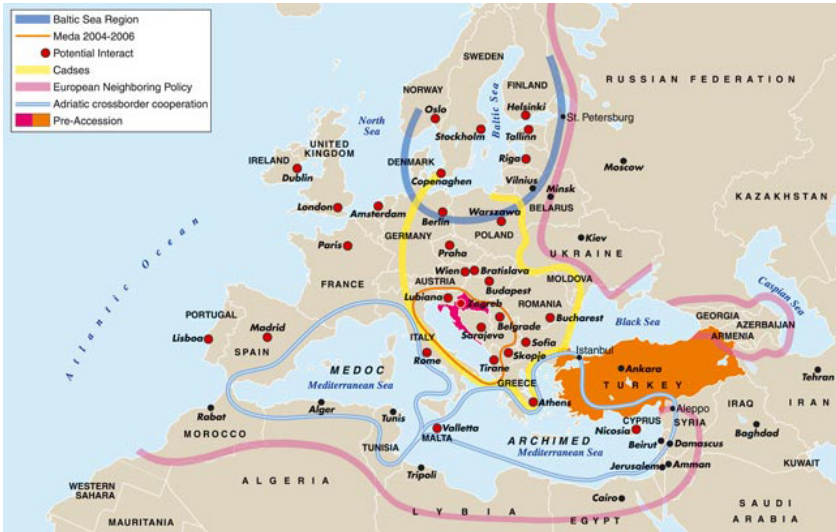 Baltic Sea Region
Meda 2004-2006
Potential Interact
Cadses
European Neighboring Policy
Adriatic crossborder cooperation
Pre-Accession
SWEDEN
FINLAND
NORWAY
Oslo
Helsinki
Baltic Sea
RUSSIAN FEDERATION
St. Petersburg
North
Sea
Stockholm
Tallinn
UNITED
KINGDOM
IRELAND
Dublin
DENMARK
Copenaghen
Riga
Vilnius
Moscow
Minsk
BELARUS
KAZAKHSTAN
London
Amsterdam
Berlin
Warszawa
GERMANY
POLAND
Kiev
UKRAINE
Paris
Praha
Atlantic Ocean
FRANCE
Wien
Bratislava
AUSTRIA
Budapest
MOLDOVA
Lubiana
Zagreb
ROMANIA
Caspian Sea
PORTUGAL
Lisboa
Madrid
SPAIN
ITALY
Rome
Belgrade
Sarajevo
Bucharest
Black Sea
GEORGIA
AZERBAIJAN
ARMENIA
Sofia
Skopje
Tirane
Istanbul
MEDOC
Mediterranean Sea
GREECE
Athens
Ankara
TURKEY
Tehran
IRAN
IRAQ
Baghdad
Aleppo
SYRIA
Rabat
MOROCCO
Alger
Tunis
TUNISIA
Valletta
MALTA
ARCHIMED
Mediterranean Sea
CYPRUS
Nicosia
Beirut
Damascus
Jerusalem
Amman
KUWAIT
WESTERN
SAHARA
ALGERIA
Tripoli
LYBIA
Cairo
EGYPT
SAUDI
ARABIA
MAURITANIA